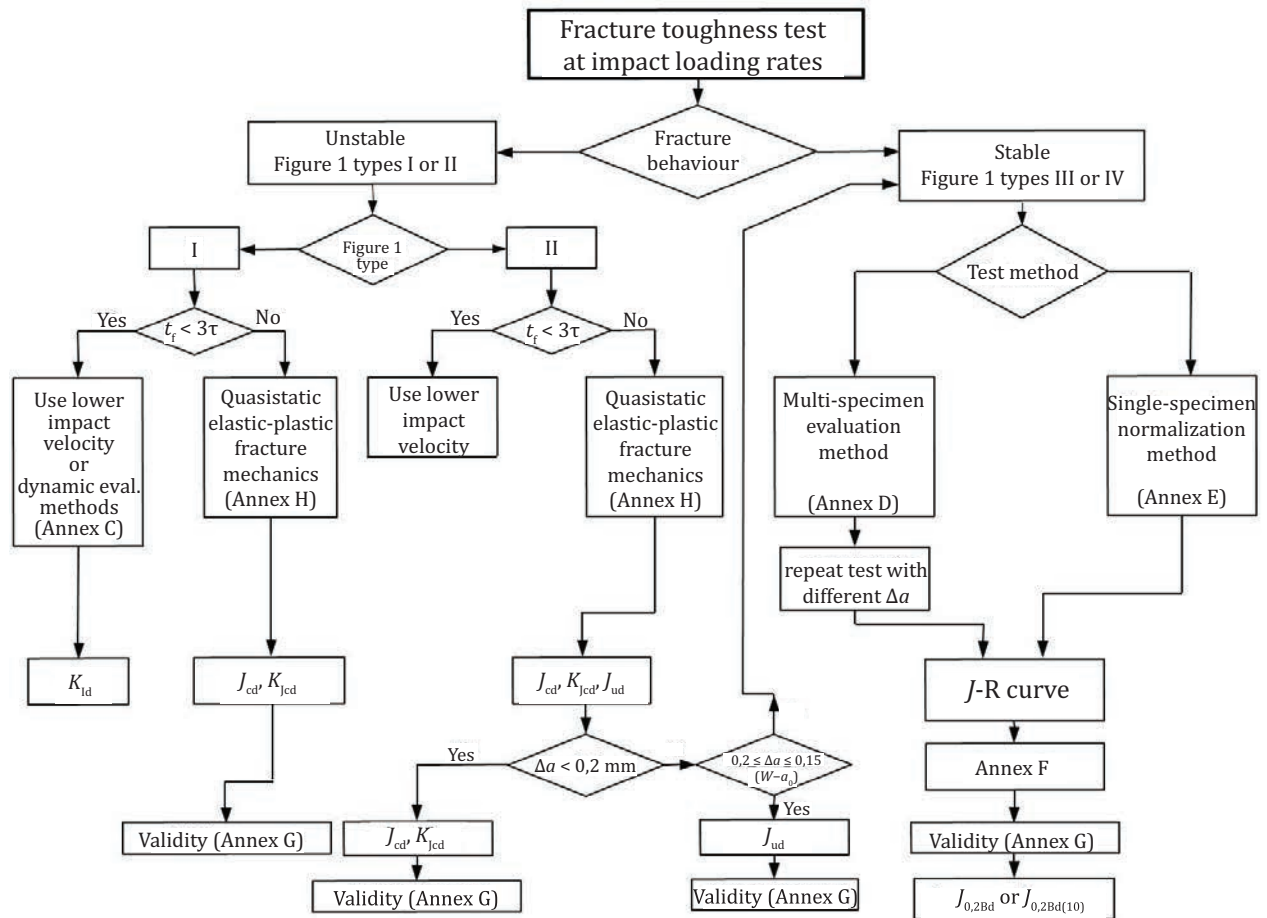 Fracture toughness test
at impact loading rates
Fracture
behaviour
Unstable
Figure 1 types I or II
Stable
Figure 1 types III or IV
Figure 1
type
I
II
Test method
Yes
t_f < 3τ
No
Yes
t_f < 3τ
No
Use lower
impact
velocity
or
dynamic eval.
methods
(Annex C)
Quasistatic
elastic-plastic
fracture
mechanics
(Annex H)
Use lower
impact
velocity
Quasistatic
elastic-plastic
fracture
mechanics
(Annex H)
Multi-specimen
evaluation
method
(Annex D)
Single-specimen
normalization
method
(Annex E)
repeat test with
different Δa
K_Id
J_cd, K_Jcd
J_cd, K_Jcd, J_ud
J-R curve
Yes
Δa < 0,2 mm
0,2 ≤ Δa ≤ 0,15
(W−a_0)
Annex F
Yes
Validity (Annex G)
J_cd, K_Jcd
J_ud
Validity (Annex G)
Validity (Annex G)
Validity (Annex G)
J_0,2Bd or J_0,2Bd(10)